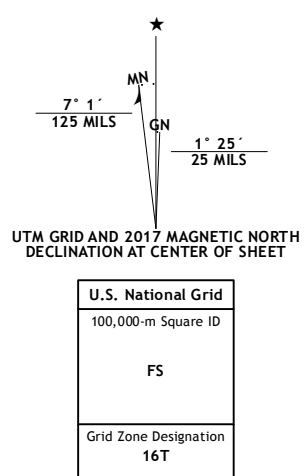 ★
MN
7° 1´
125 MILS
GN
1° 25´
25 MILS
UTM GRID AND 2017 MAGNETIC NORTH
DECLINATION AT CENTER OF SHEET
U.S. National Grid
100,000-m Square ID
FS
Grid Zone Designation
16T